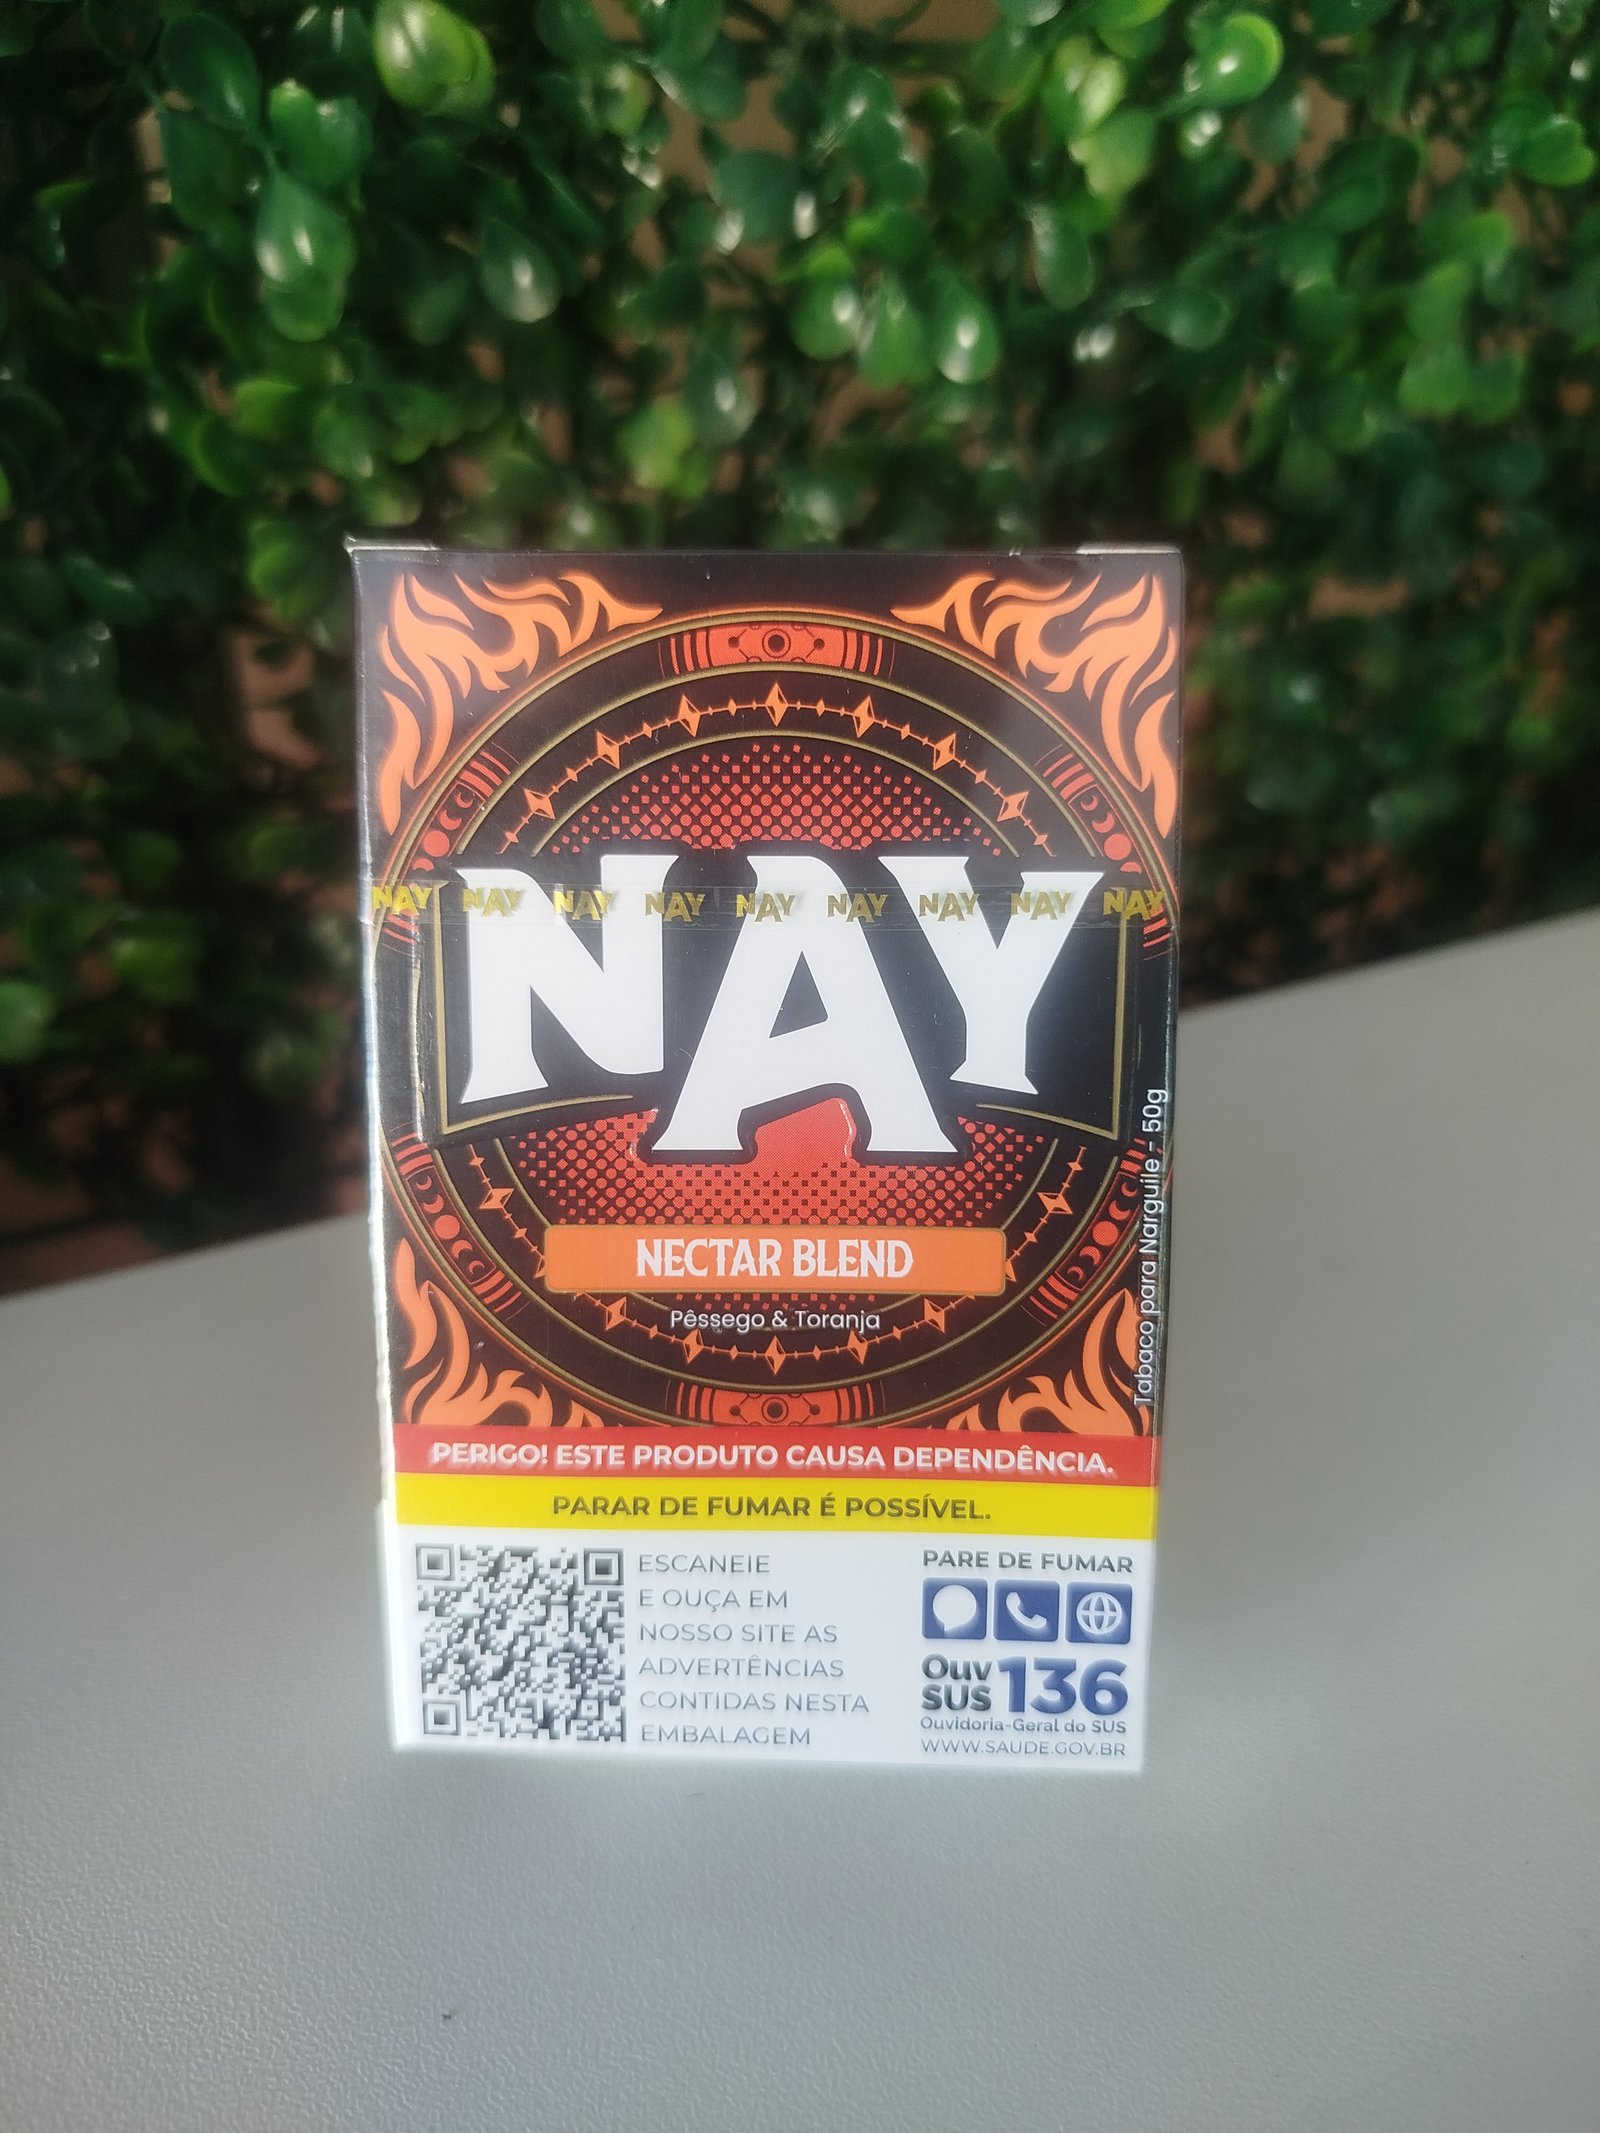 NAY NAY NAY NAY NAY NAY NAY NAY NAY
NAY
NECTAR BLEND
Pêssego & Toranja
Tabaco para Narguile - 50g
PERIGO! ESTE PRODUTO CAUSA DEPENDÊNCIA.
PARAR DE FUMAR É POSSÍVEL.
ESCANEIE
E OUÇA EM
NOSSO SITE AS
ADVERTÊNCIAS
CONTIDAS NESTA
EMBALAGEM
PARE DE FUMAR
Ouv
SUS 136
Ouvidoria-Geral do SUS
WWW.SAUDE.GOV.BR